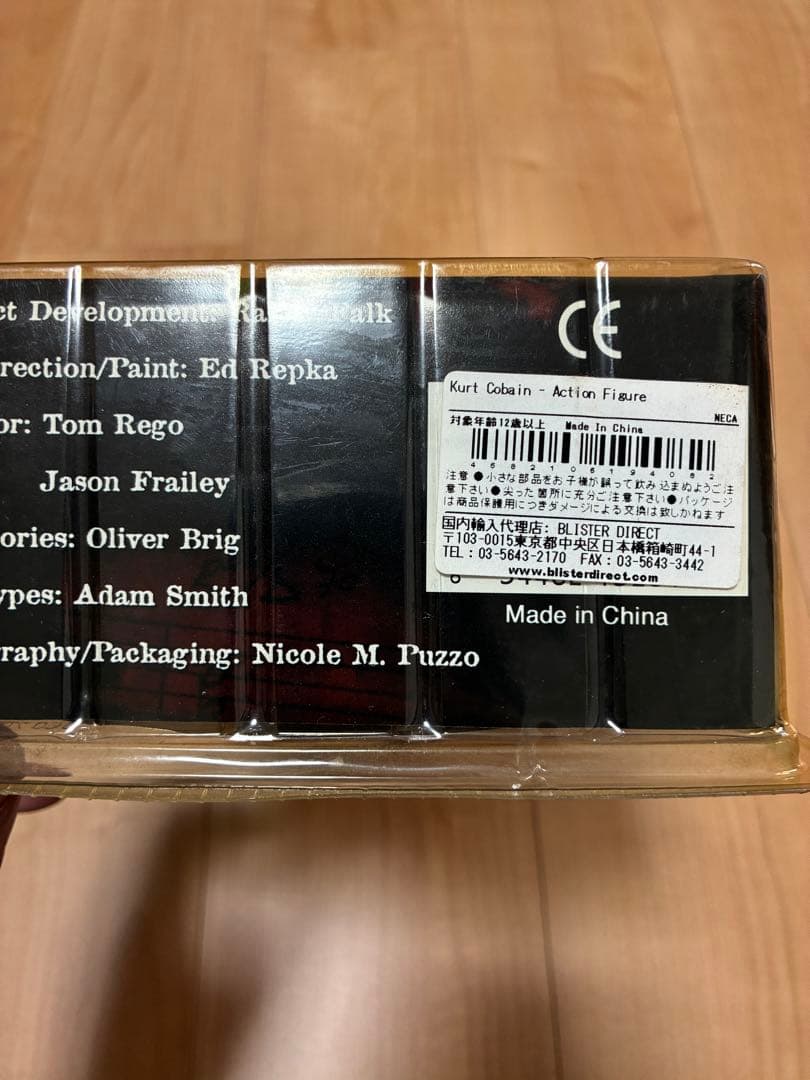 ct Development: Ra Falk
rection/Paint: Ed Repka
or: Tom Rego
Jason Frailey
ories: Oliver Brig
ypes: Adam Smith
raphy/Packaging: Nicole M. Puzzo
CE
Kurt Cobain - Action Figure
NECA
対象年齢12歳以上 Made In China
4582106194082
注意●小さな部品をお子様が誤って飲み込まぬようご注
意下さい●尖った箇所に充分ご注意下さい●パッケージ
は商品保護用につきダメージによる交換は致しかねます
国内輸入代理店: BLISTER DIRECT
〒103-0015東京都中央区日本橋箱崎町44-1
TEL: 03-5643-2170 FAX: 03-5643-3442
www.blisterdirect.com
Made in China